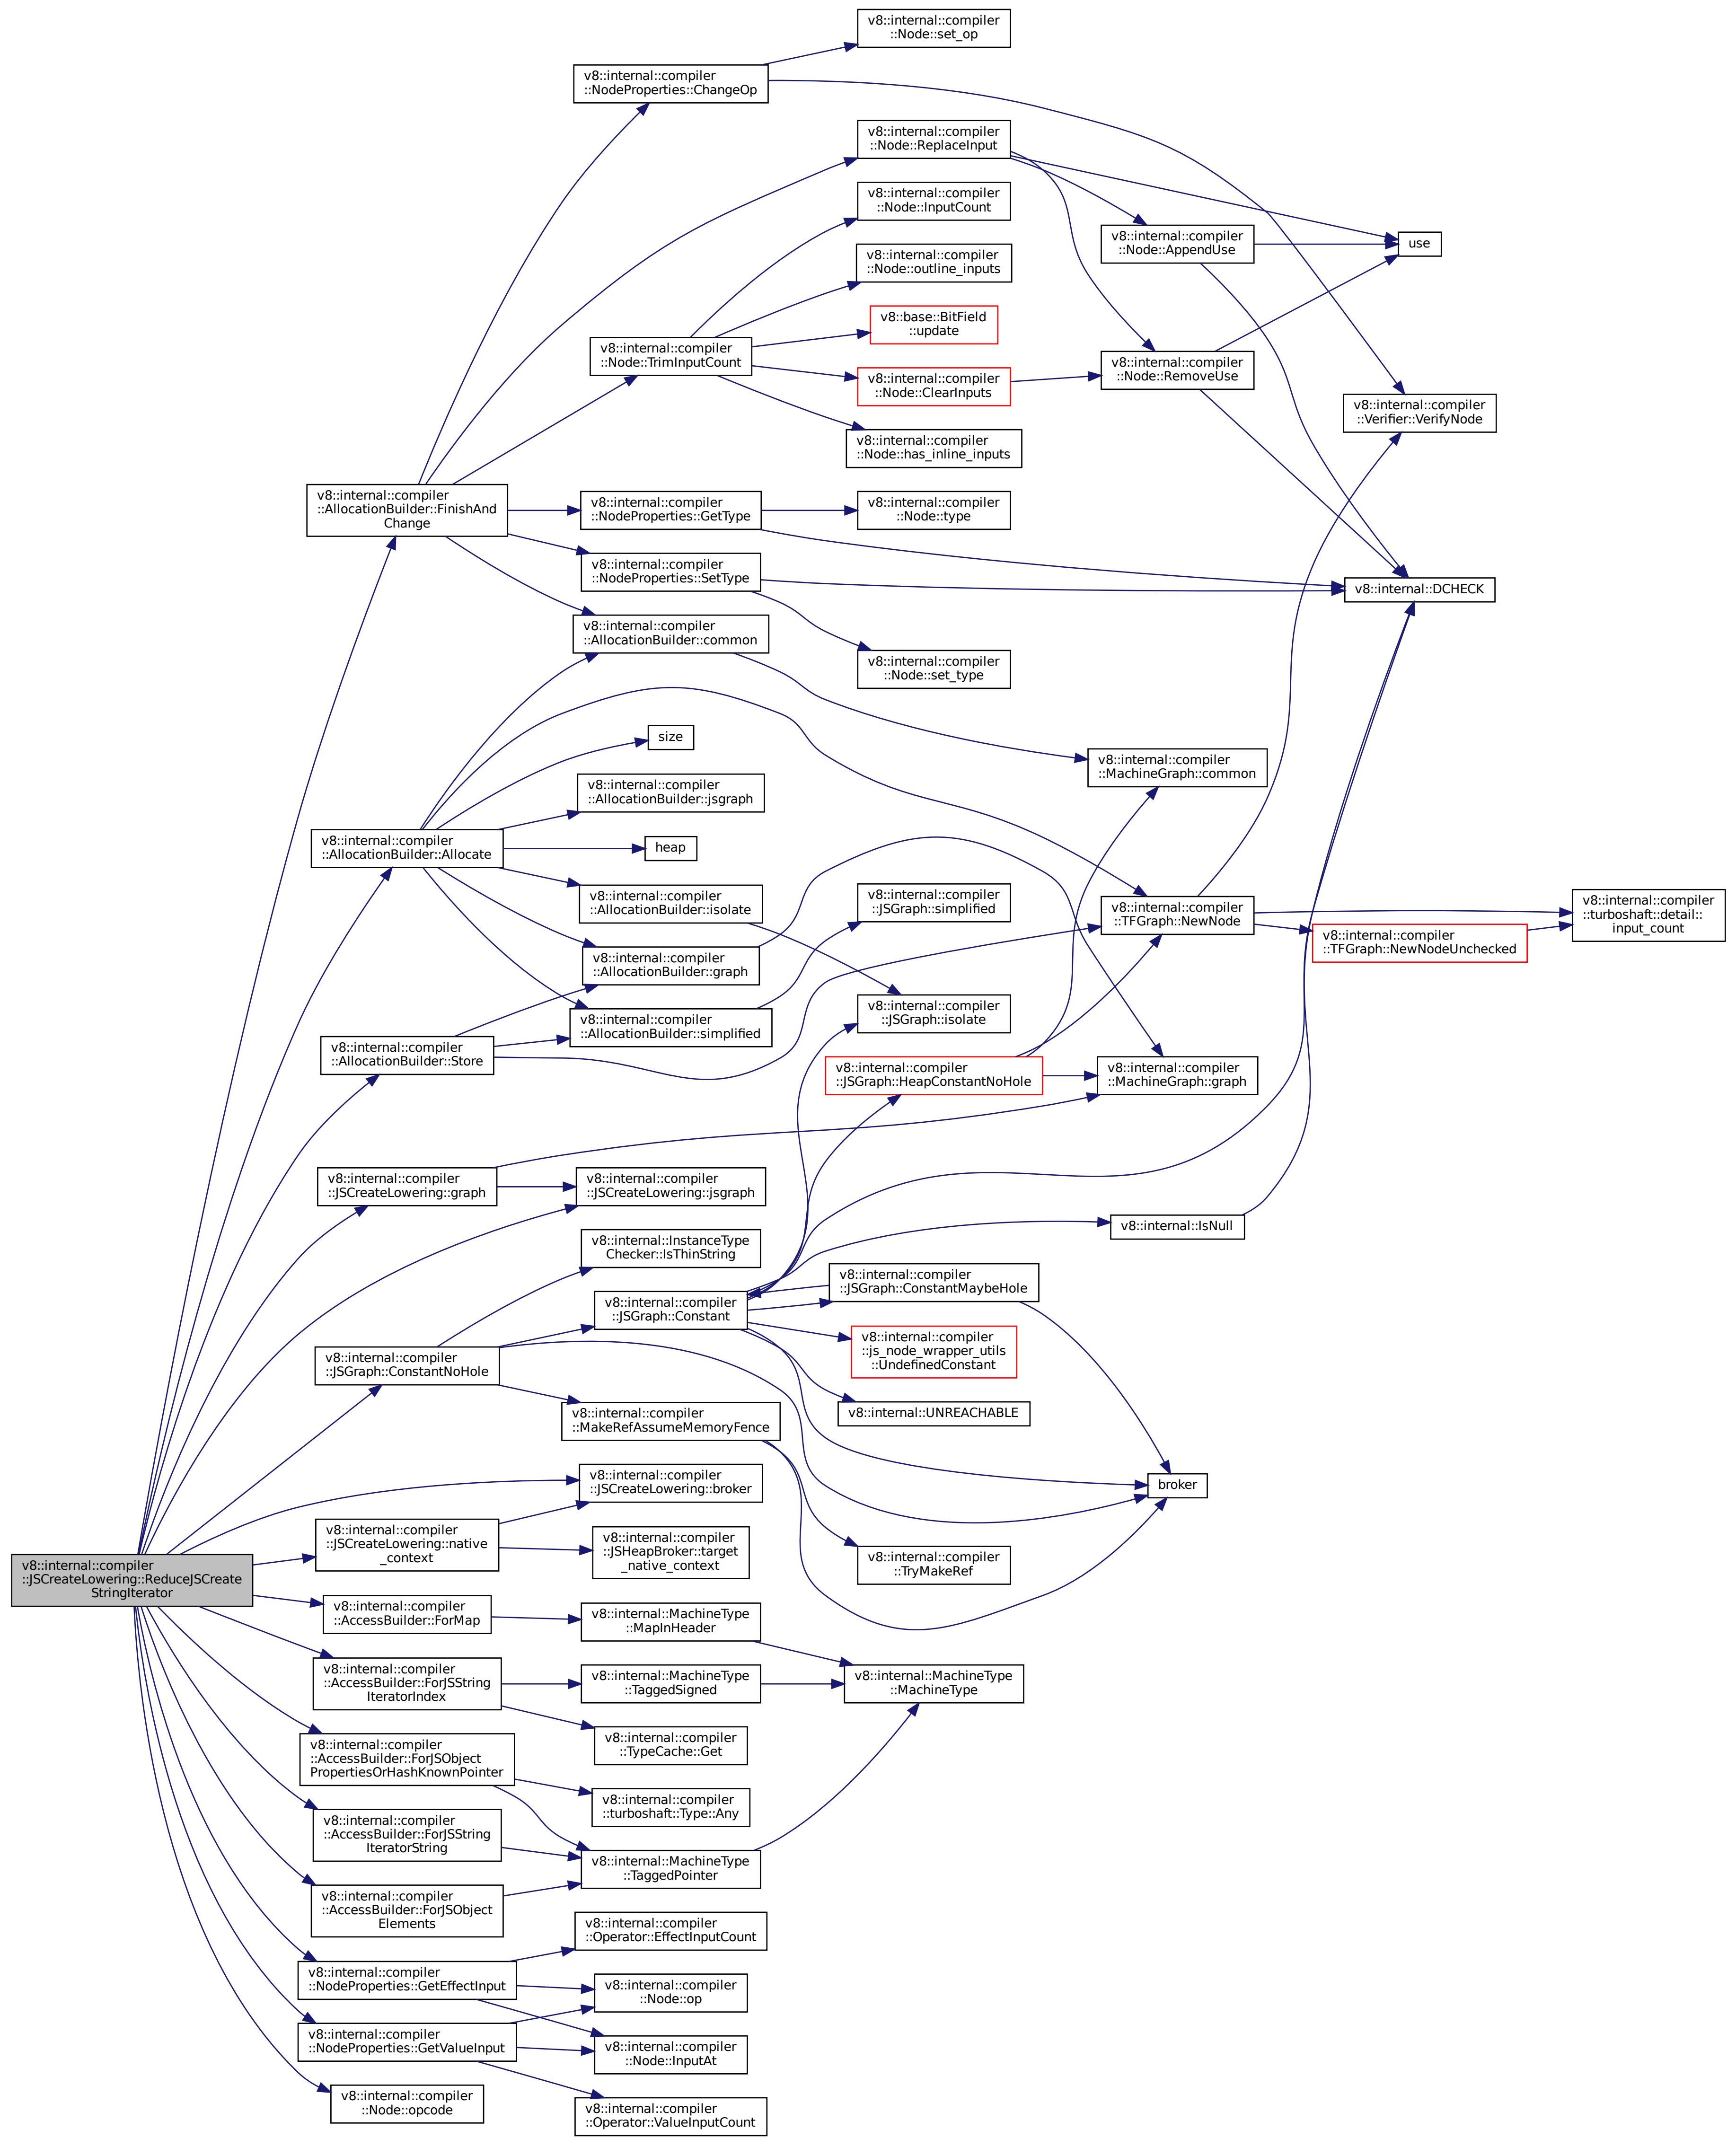 v8::internal::compiler
::Node::set_op
v8::internal::compiler
::NodeProperties::ChangeOp
v8::internal::compiler
::Node::ReplaceInput
v8::internal::compiler
::Node::InputCount
v8::internal::compiler
::Node::AppendUse
use
v8::internal::compiler
::Node::outline_inputs
v8::base::BitField
::update
v8::internal::compiler
::Node::TrimInputCount
v8::internal::compiler
::Node::RemoveUse
v8::internal::compiler
::Node::ClearInputs
v8::internal::compiler
::Verifier::VerifyNode
v8::internal::compiler
::Node::has_inline_inputs
v8::internal::compiler
::AllocationBuilder::FinishAnd
Change
v8::internal::compiler
::NodeProperties::GetType
v8::internal::compiler
::Node::type
v8::internal::compiler
::NodeProperties::SetType
v8::internal::DCHECK
v8::internal::compiler
::AllocationBuilder::common
v8::internal::compiler
::Node::set_type
size
v8::internal::compiler
::MachineGraph::common
v8::internal::compiler
::AllocationBuilder::jsgraph
v8::internal::compiler
::AllocationBuilder::Allocate
heap
v8::internal::compiler
::AllocationBuilder::isolate
v8::internal::compiler
::JSGraph::simplified
v8::internal::compiler
::TFGraph::NewNode
v8::internal::compiler
::turboshaft::detail::
input_count
v8::internal::compiler
::TFGraph::NewNodeUnchecked
v8::internal::compiler
::AllocationBuilder::graph
v8::internal::compiler
::JSGraph::isolate
v8::internal::compiler
::AllocationBuilder::simplified
v8::internal::compiler
::AllocationBuilder::Store
v8::internal::compiler
::JSGraph::HeapConstantNoHole
v8::internal::compiler
::MachineGraph::graph
v8::internal::compiler
::JSCreateLowering::graph
v8::internal::compiler
::JSCreateLowering::jsgraph
v8::internal::IsNull
v8::internal::InstanceType
Checker::IsThinString
v8::internal::compiler
::JSGraph::ConstantMaybeHole
v8::internal::compiler
::JSGraph::Constant
v8::internal::compiler
::js_node_wrapper_utils
::UndefinedConstant
v8::internal::compiler
::JSGraph::ConstantNoHole
v8::internal::UNREACHABLE
v8::internal::compiler
::MakeRefAssumeMemoryFence
v8::internal::compiler
::JSCreateLowering::broker
broker
v8::internal::compiler
::JSCreateLowering::native
_context
v8::internal::compiler
::JSHeapBroker::target
_native_context
v8::internal::compiler
::TryMakeRef
v8::internal::compiler
::JSCreateLowering::ReduceJSCreate
StringIterator
v8::internal::compiler
::AccessBuilder::ForMap
v8::internal::MachineType
::MapInHeader
v8::internal::compiler
::AccessBuilder::ForJSString
IteratorIndex
v8::internal::MachineType
::TaggedSigned
v8::internal::MachineType
::MachineType
v8::internal::compiler
::TypeCache::Get
v8::internal::compiler
::AccessBuilder::ForJSObject
PropertiesOrHashKnownPointer
v8::internal::compiler
::turboshaft::Type::Any
v8::internal::compiler
::AccessBuilder::ForJSString
IteratorString
v8::internal::MachineType
::TaggedPointer
v8::internal::compiler
::AccessBuilder::ForJSObject
Elements
v8::internal::compiler
::Operator::EffectInputCount
v8::internal::compiler
::NodeProperties::GetEffectInput
v8::internal::compiler
::Node::op
v8::internal::compiler
::NodeProperties::GetValueInput
v8::internal::compiler
::Node::InputAt
v8::internal::compiler
::Node::opcode
v8::internal::compiler
::Operator::ValueInputCount